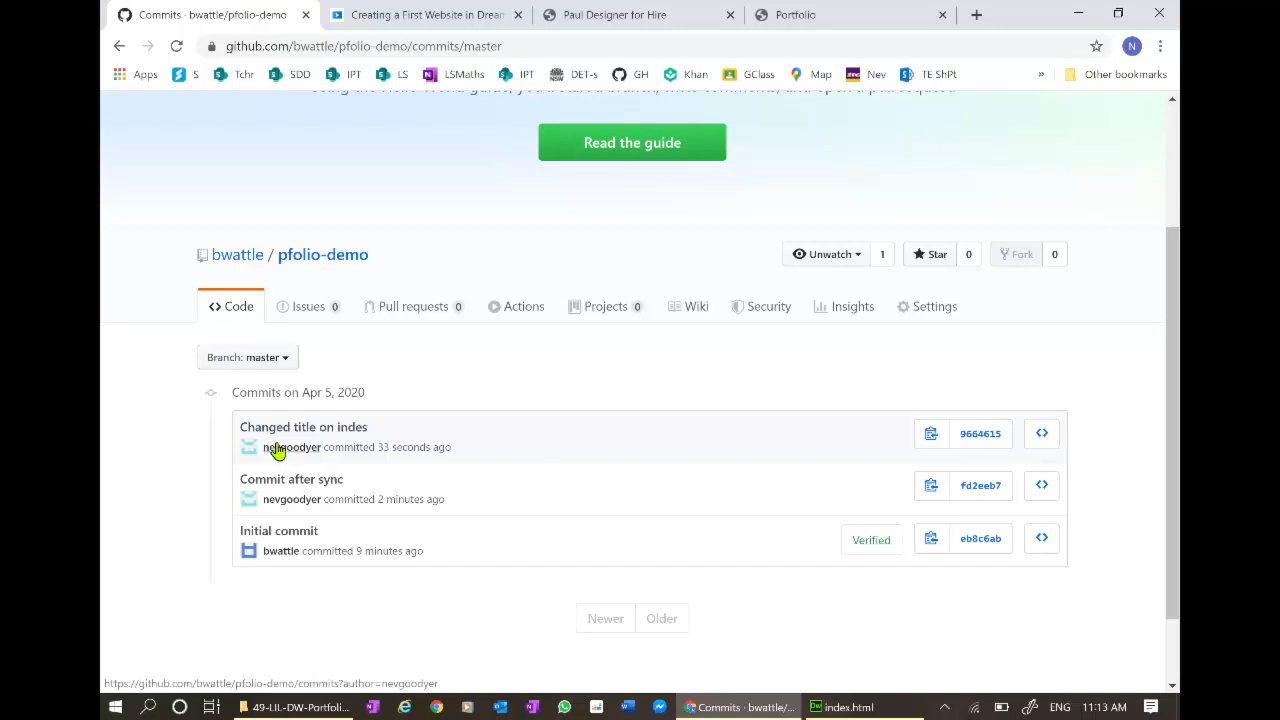 Commits · bwattle/pfolio-demo
Creating a First Website in Dream
Paul Designer for Hire
Portfolio
github.com/bwattle/pfolio-demo/commits/master
N
Apps S Tchr SDD IPT LS LSMaths IPT DET-s GH Khan GClass Map Nev TE ShPt » Other bookmarks
Read the guide
bwattle / pfolio-demo
Unwatch 1 Star 0 Fork 0
Code Issues 0 Pull requests 0 Actions Projects 0 Wiki Security Insights Settings
Branch: master
Commits on Apr 5, 2020
Changed title on indes
nevgoodyer committed 33 seconds ago
9664615
Commit after sync
nevgoodyer committed 2 minutes ago
fd2eeb7
Initial commit
bwattle committed 9 minutes ago
Verified
eb8c6ab
Newer Older
https://github.com/bwattle/pfolio-demo/commits?author=nevgoodyer
49-LIL-DW-Portfoli... Commits · bwattle/... Dw index.html ENG 11:13 AM